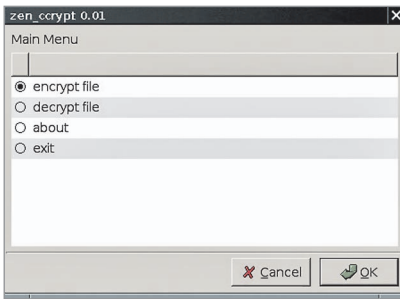 zen_ccrypt 0.01
Main Menu
encrypt file
decrypt file
about
exit
Cancel OK